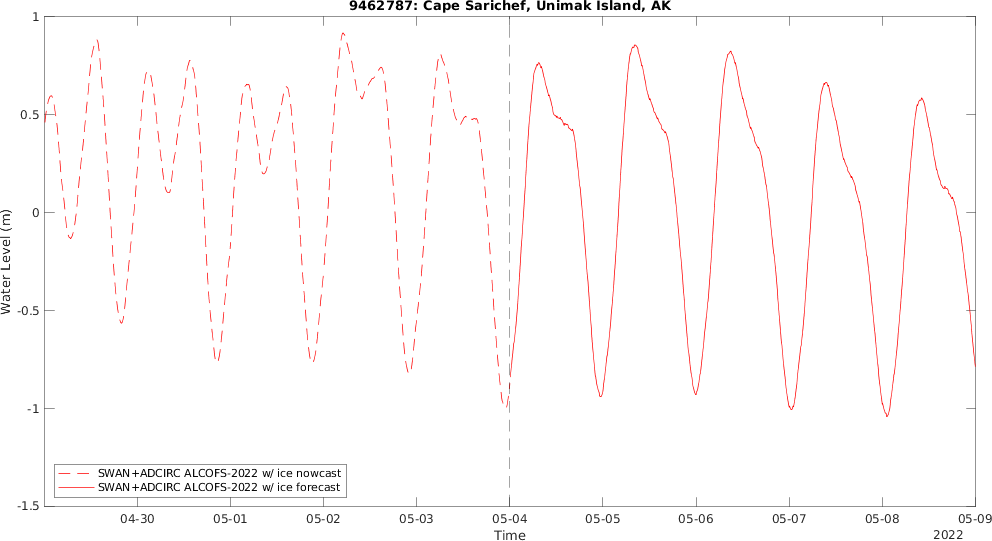 9462787: Cape Sarichef, Unimak Island, AK
1
0.5
0
-0.5
-1
-1.5
Water Level (m)
SWAN+ADCIRC ALCOFS-2022 w/ ice nowcast
SWAN+ADCIRC ALCOFS-2022 w/ ice forecast
04-30 05-01 05-02 05-03 05-04 05-05 05-06 05-07 05-08 05-09
Time
2022